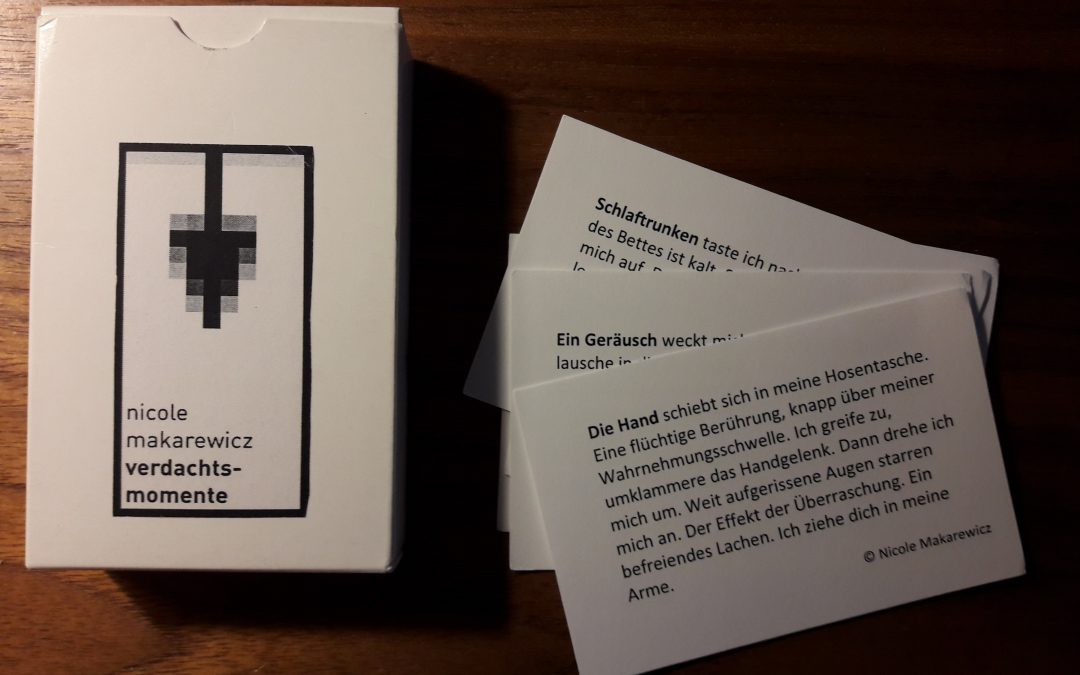 nicole
makarewicz
verdachts-
momente
Schlaftrunken taste ich
des Bettes ist kalt.
mich auf.
Ein Geräusch weckt
lausche in
Die Hand schiebt sich in meine Hosentasche.
Eine flüchtige Berührung, knapp über meiner
Wahrnehmungsschwelle. Ich greife zu,
umklammere das Handgelenk. Dann drehe ich
mich um. Weit aufgerissene Augen starren
mich an. Der Effekt der Überraschung. Ein
befreiendes Lachen. Ich ziehe dich in meine
Arme.
© Nicole Makarewicz